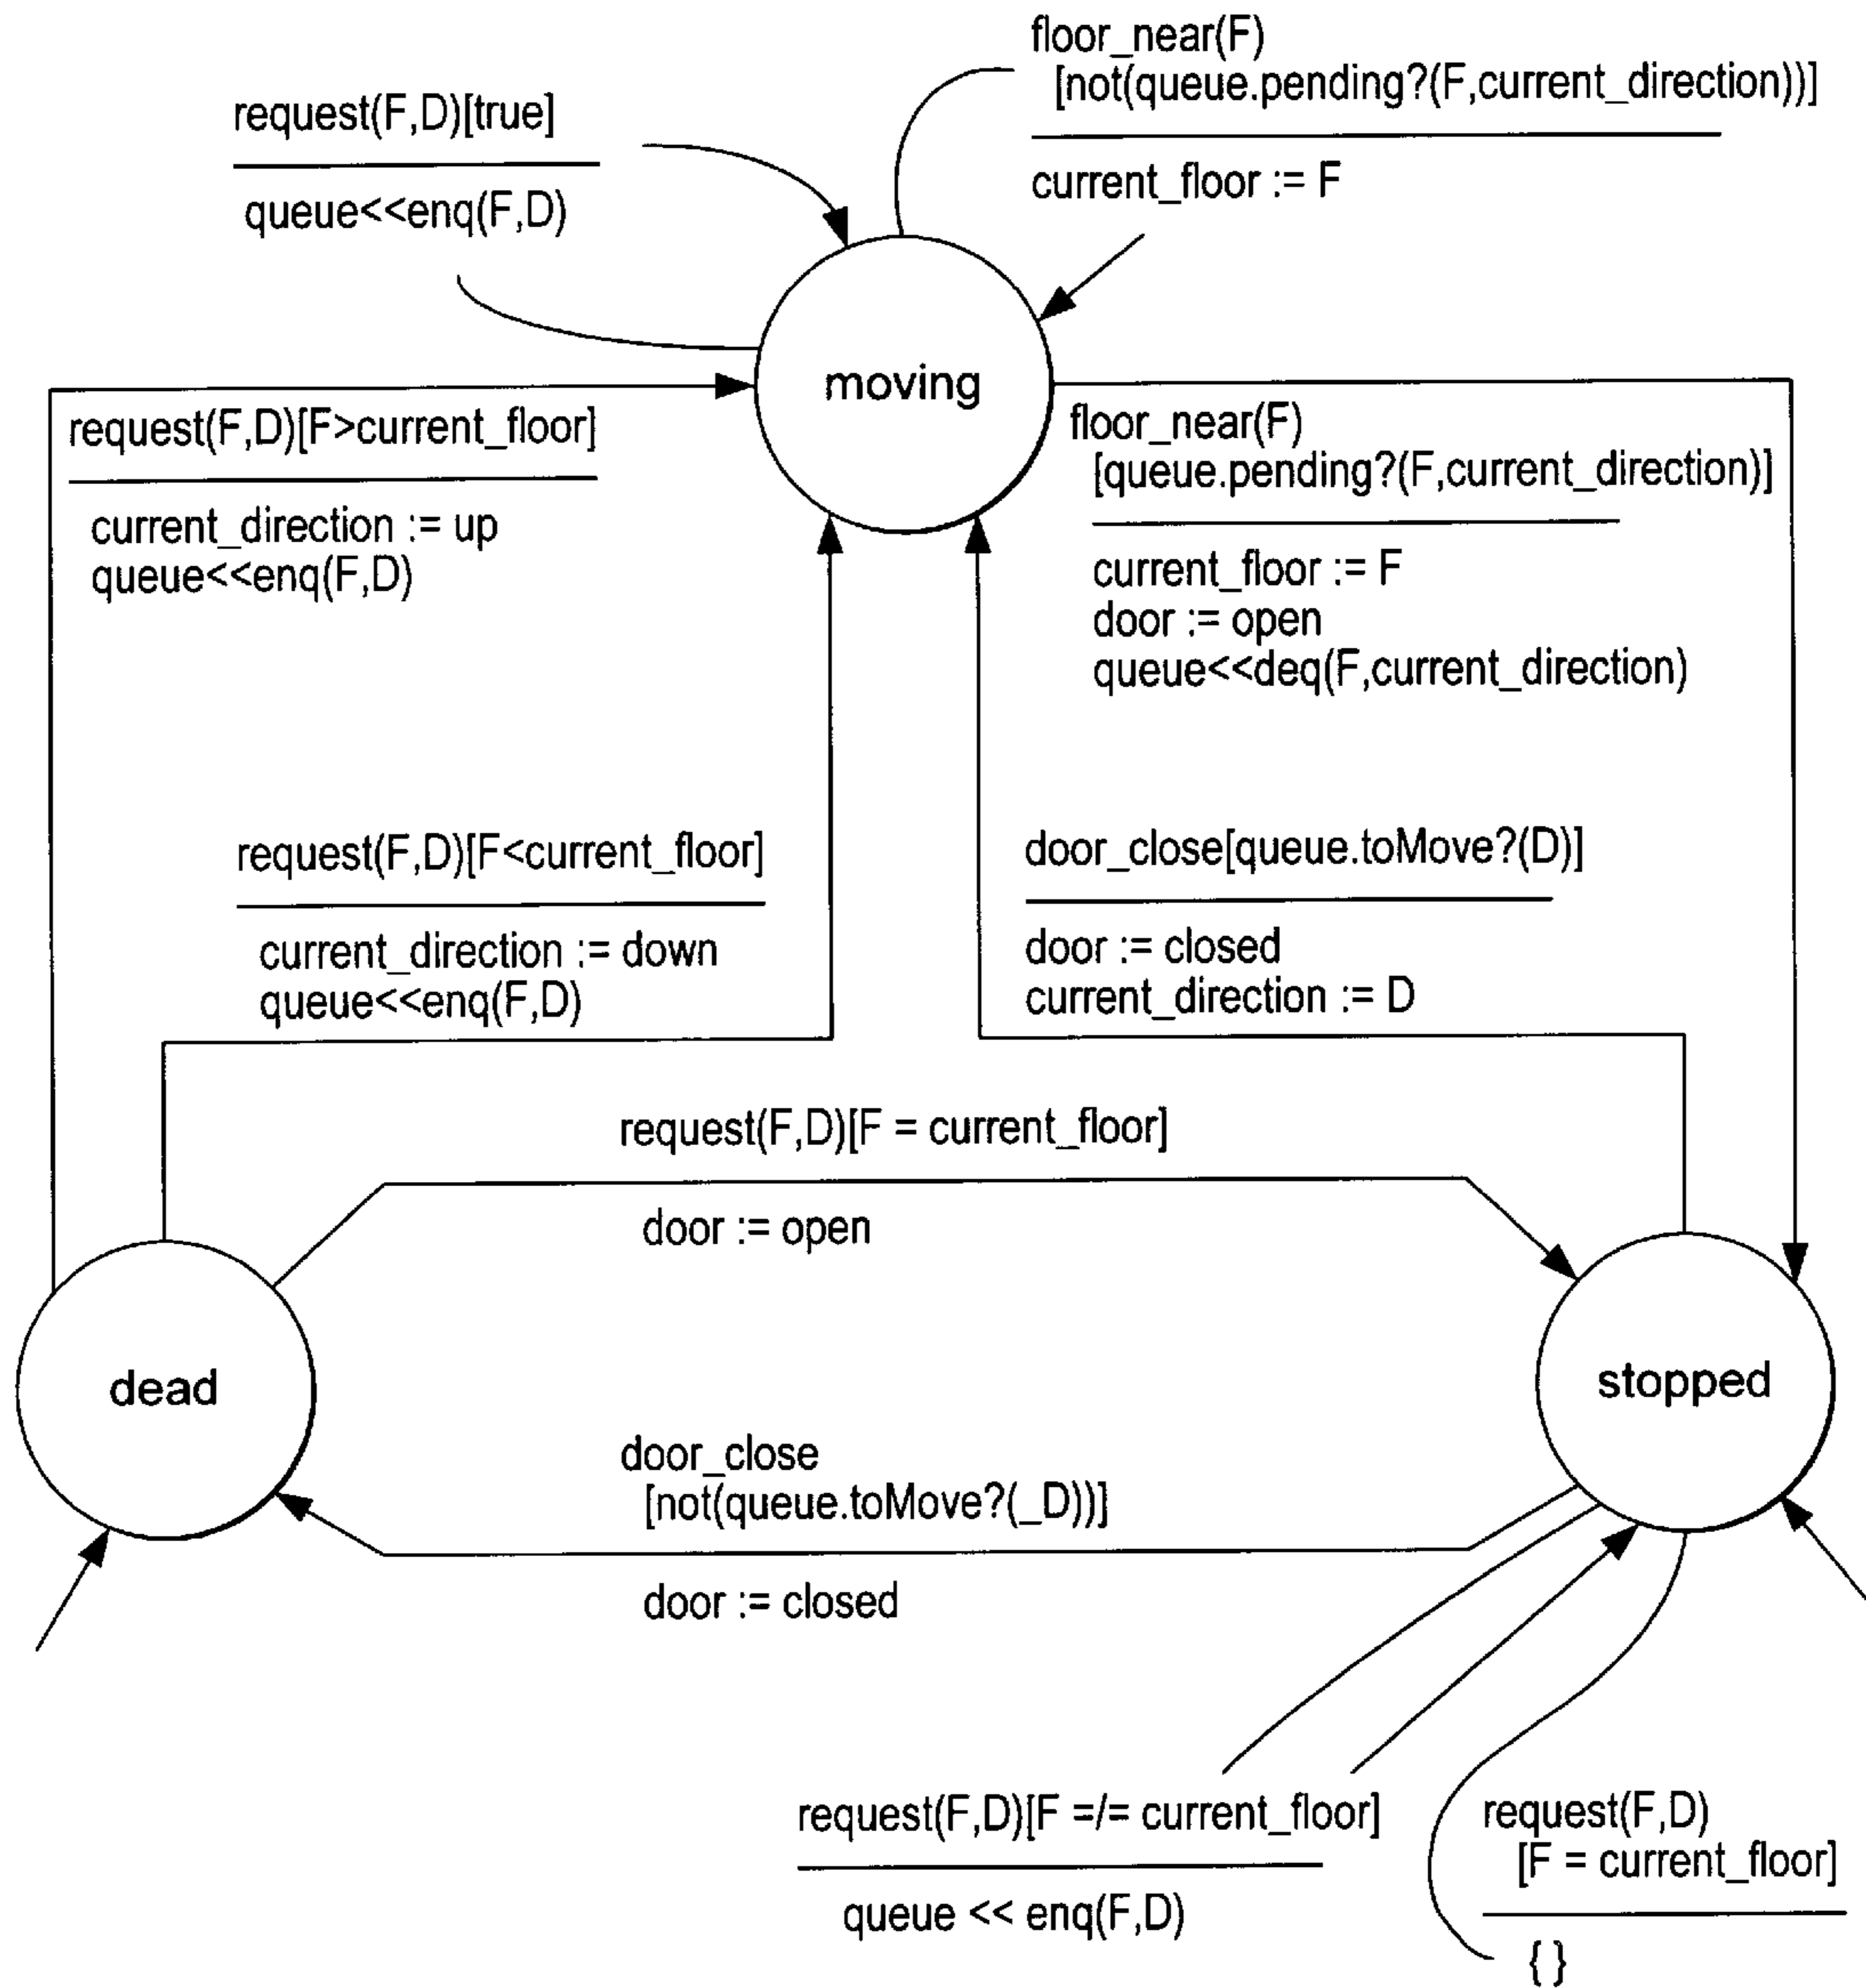 floor_near(F)
[not(queue.pending?(F,current_direction))]
current_floor := F
request(F,D)[true]
queue<<enq(F,D)
moving
request(F,D)[F>current_floor]
current_direction := up
queue<<enq(F,D)
floor_near(F)
[queue.pending?(F,current_direction)]
current_floor := F
door := open
queue<<deq(F,current_direction)
request(F,D)[F<current_floor]
current_direction := down
queue<<enq(F,D)
door_close[queue.toMove?(D)]
door := closed
current_direction := D
request(F,D)[F = current_floor]
door := open
dead
stopped
door_close
[not(queue.toMove?(_D))]
door := closed
request(F,D)[F =/= current_floor]
queue << enq(F,D)
request(F,D)
[F = current_floor]
{ }